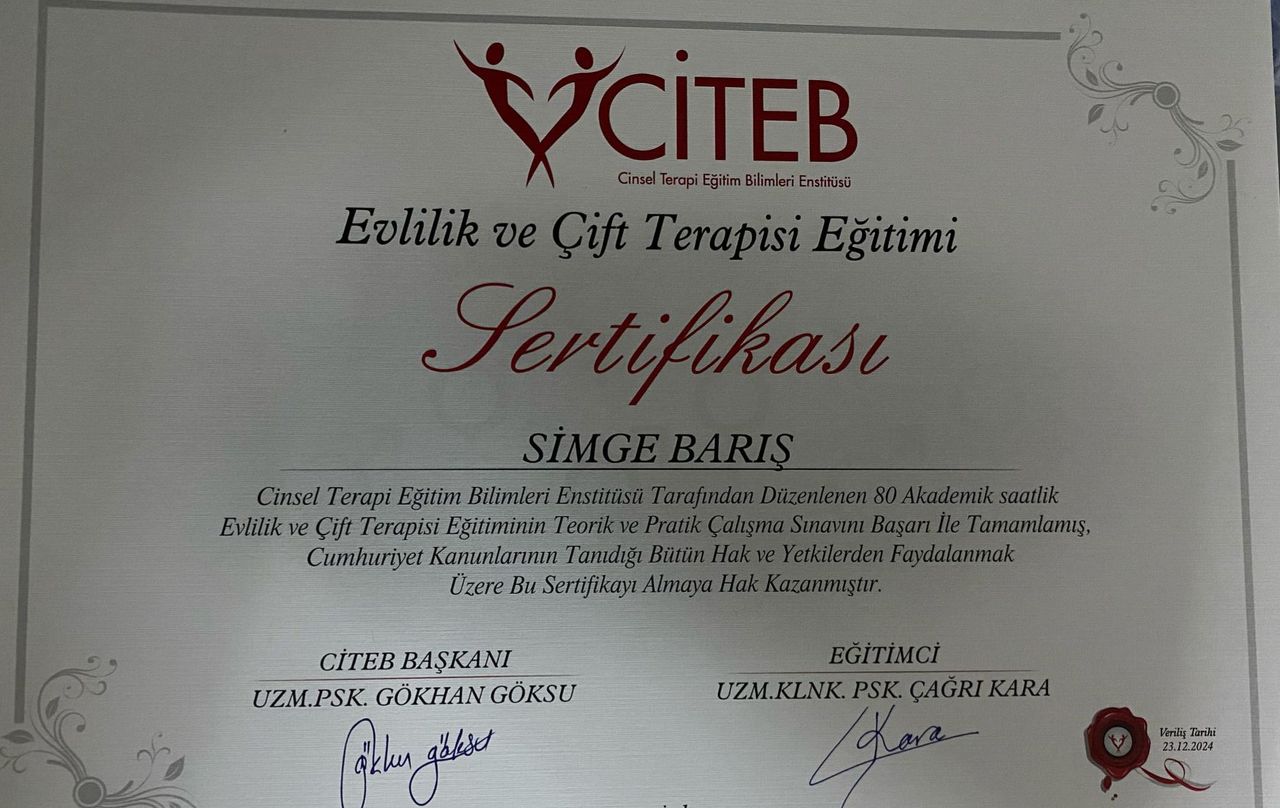 CİTEB
Cinsel Terapi Eğitim Bilimleri Enstitüsü
Evlilik ve Çift Terapisi Eğitimi
Sertifikası
SİMGE BARIŞ
Cinsel Terapi Eğitim Bilimleri Enstitüsü Tarafından Düzenlenen 80 Akademik saatlik
Evlilik ve Çift Terapisi Eğitiminin Teorik ve Pratik Çalışma Sınavını Başarı İle Tamamlamış,
Cumhuriyet Kanunlarının Tanıdığı Bütün Hak ve Yetkilerden Faydalanmak
Üzere Bu Sertifikayı Almaya Hak Kazanmıştır.
CİTEB BAŞKANI
UZM.PSK. GÖKHAN GÖKSU
Gökhan göksu
EĞİTİMCİ
UZM.KLNK. PSK. ÇAĞRI KARA
Kara
Veriliş Tarihi
23.12.2024